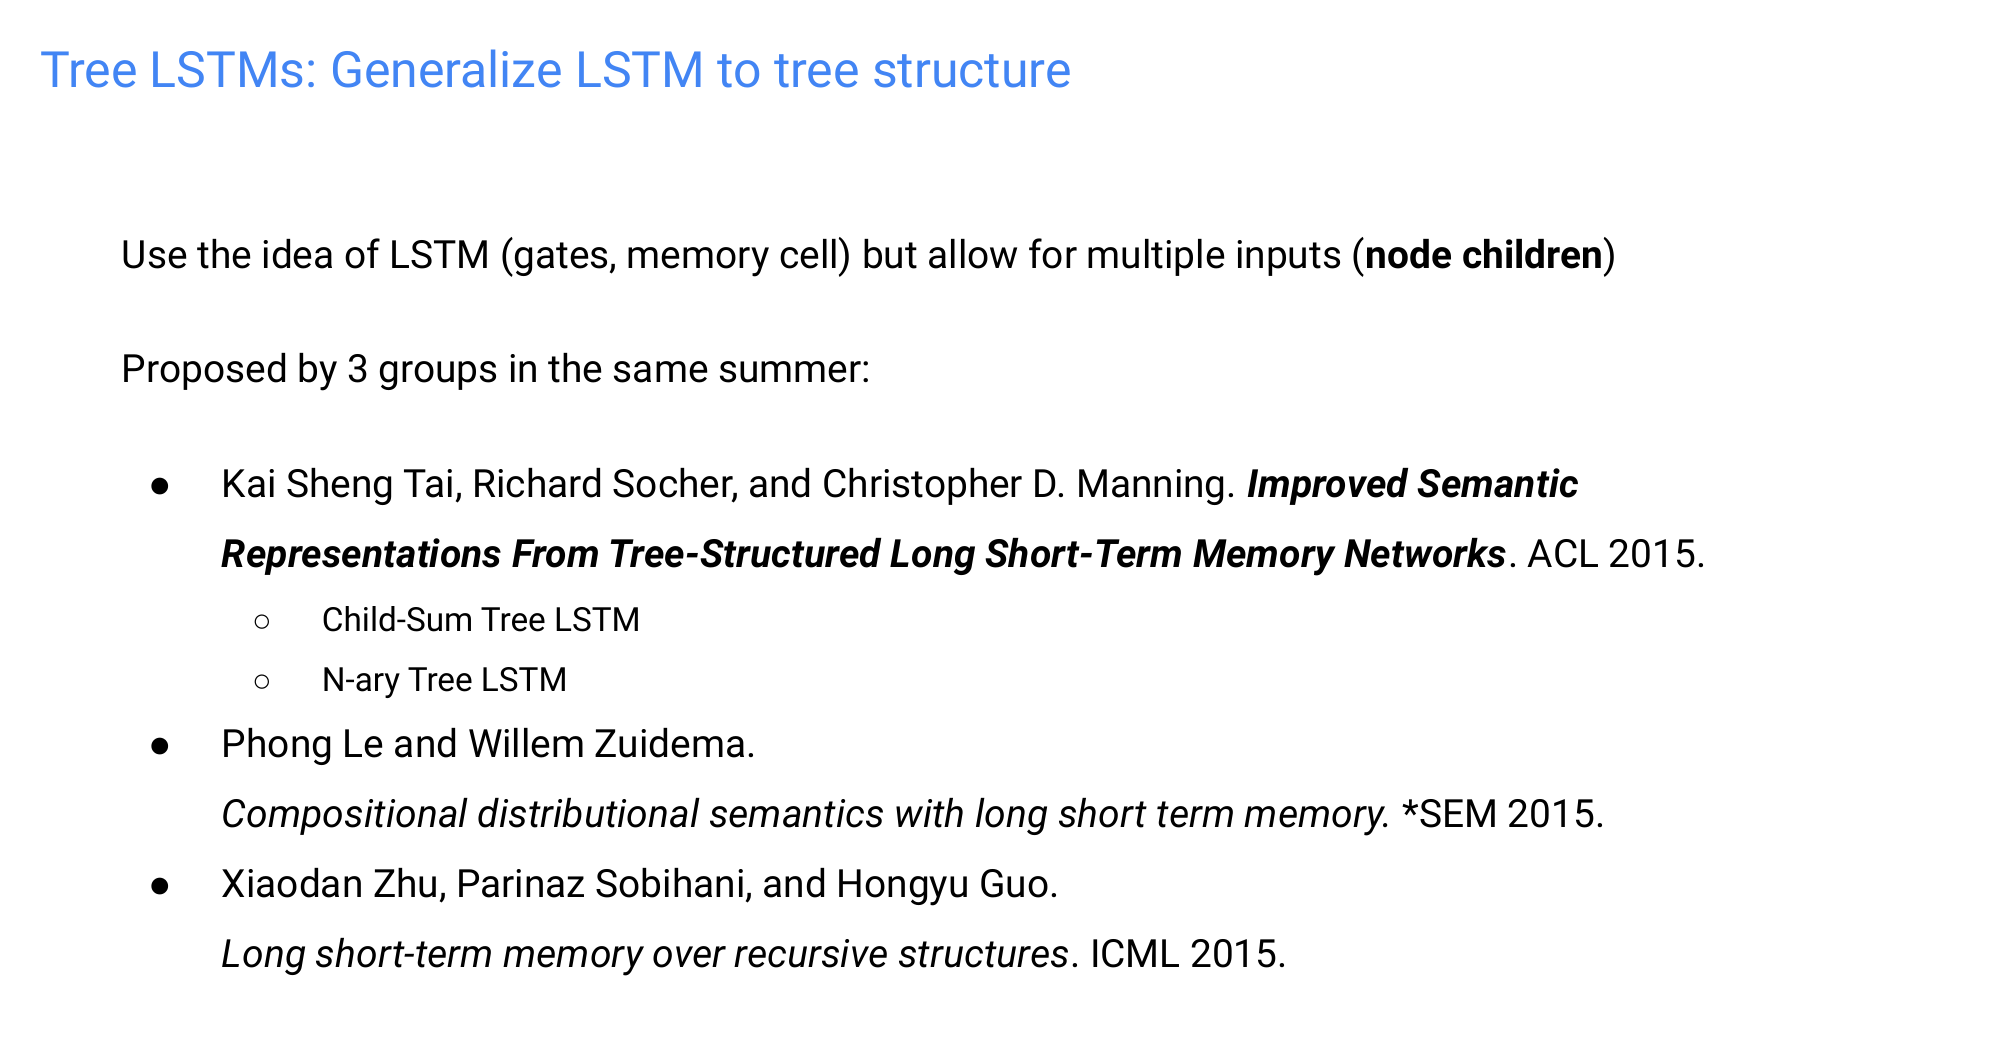 Tree LSTMs: Generalize LSTM to tree structure
Use the idea of LSTM (gates, memory cell) but allow for multiple inputs (node children)
Proposed by 3 groups in the same summer:
● Kai Sheng Tai, Richard Socher, and Christopher D. Manning. Improved Semantic
Representations From Tree-Structured Long Short-Term Memory Networks. ACL 2015.
○ Child-Sum Tree LSTM
○ N-ary Tree LSTM
● Phong Le and Willem Zuidema.
Compositional distributional semantics with long short term memory. *SEM 2015.
● Xiaodan Zhu, Parinaz Sobihani, and Hongyu Guo.
Long short-term memory over recursive structures. ICML 2015.